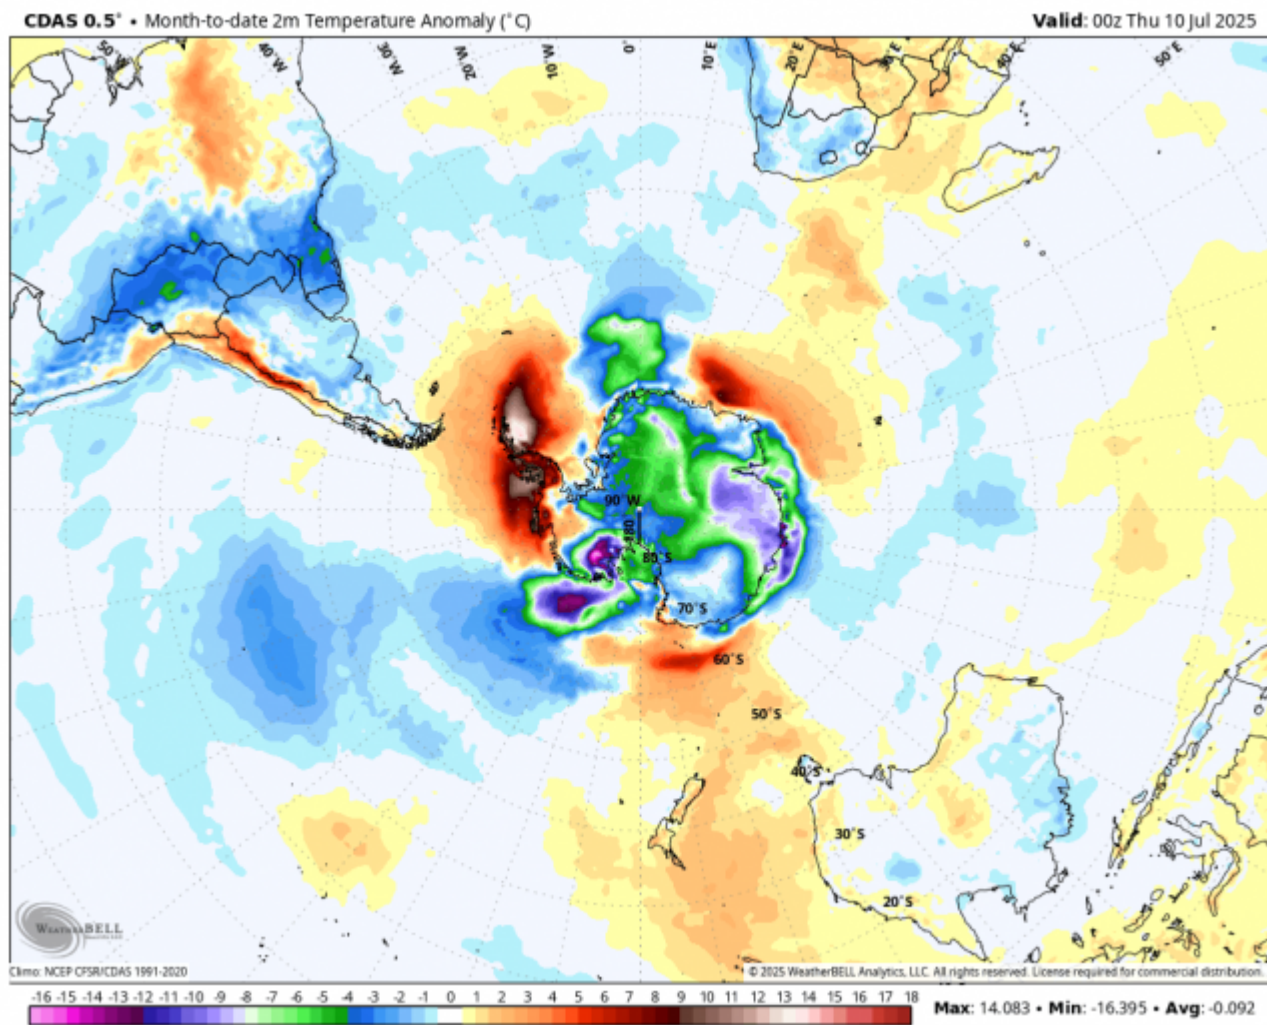 CDAS 0.5° • Month-to-date 2m Temperature Anomaly (°C)
Valid: 00z Thu 10 Jul 2025
50°W
40°W
30°W
20°W
10°W
0°
10°E
20°E
30°E
40°E
50°E
90°W
180
80°S
70°S
60°S
50°S
40°S
30°S
20°S
WEATHERBELL
Climo: NCEP CFSR/CDAS 1991-2020
© 2025 WeatherBELL Analytics, LLC. All rights reserved. License required for commercial distribution.
-16 -15 -14 -13 -12 -11 -10 -9 -8 -7 -6 -5 -4 -3 -2 -1 0 1 2 3 4 5 6 7 8 9 10 11 12 13 14 15 16 17 18
Max: 14.083 • Min: -16.395 • Avg: -0.092